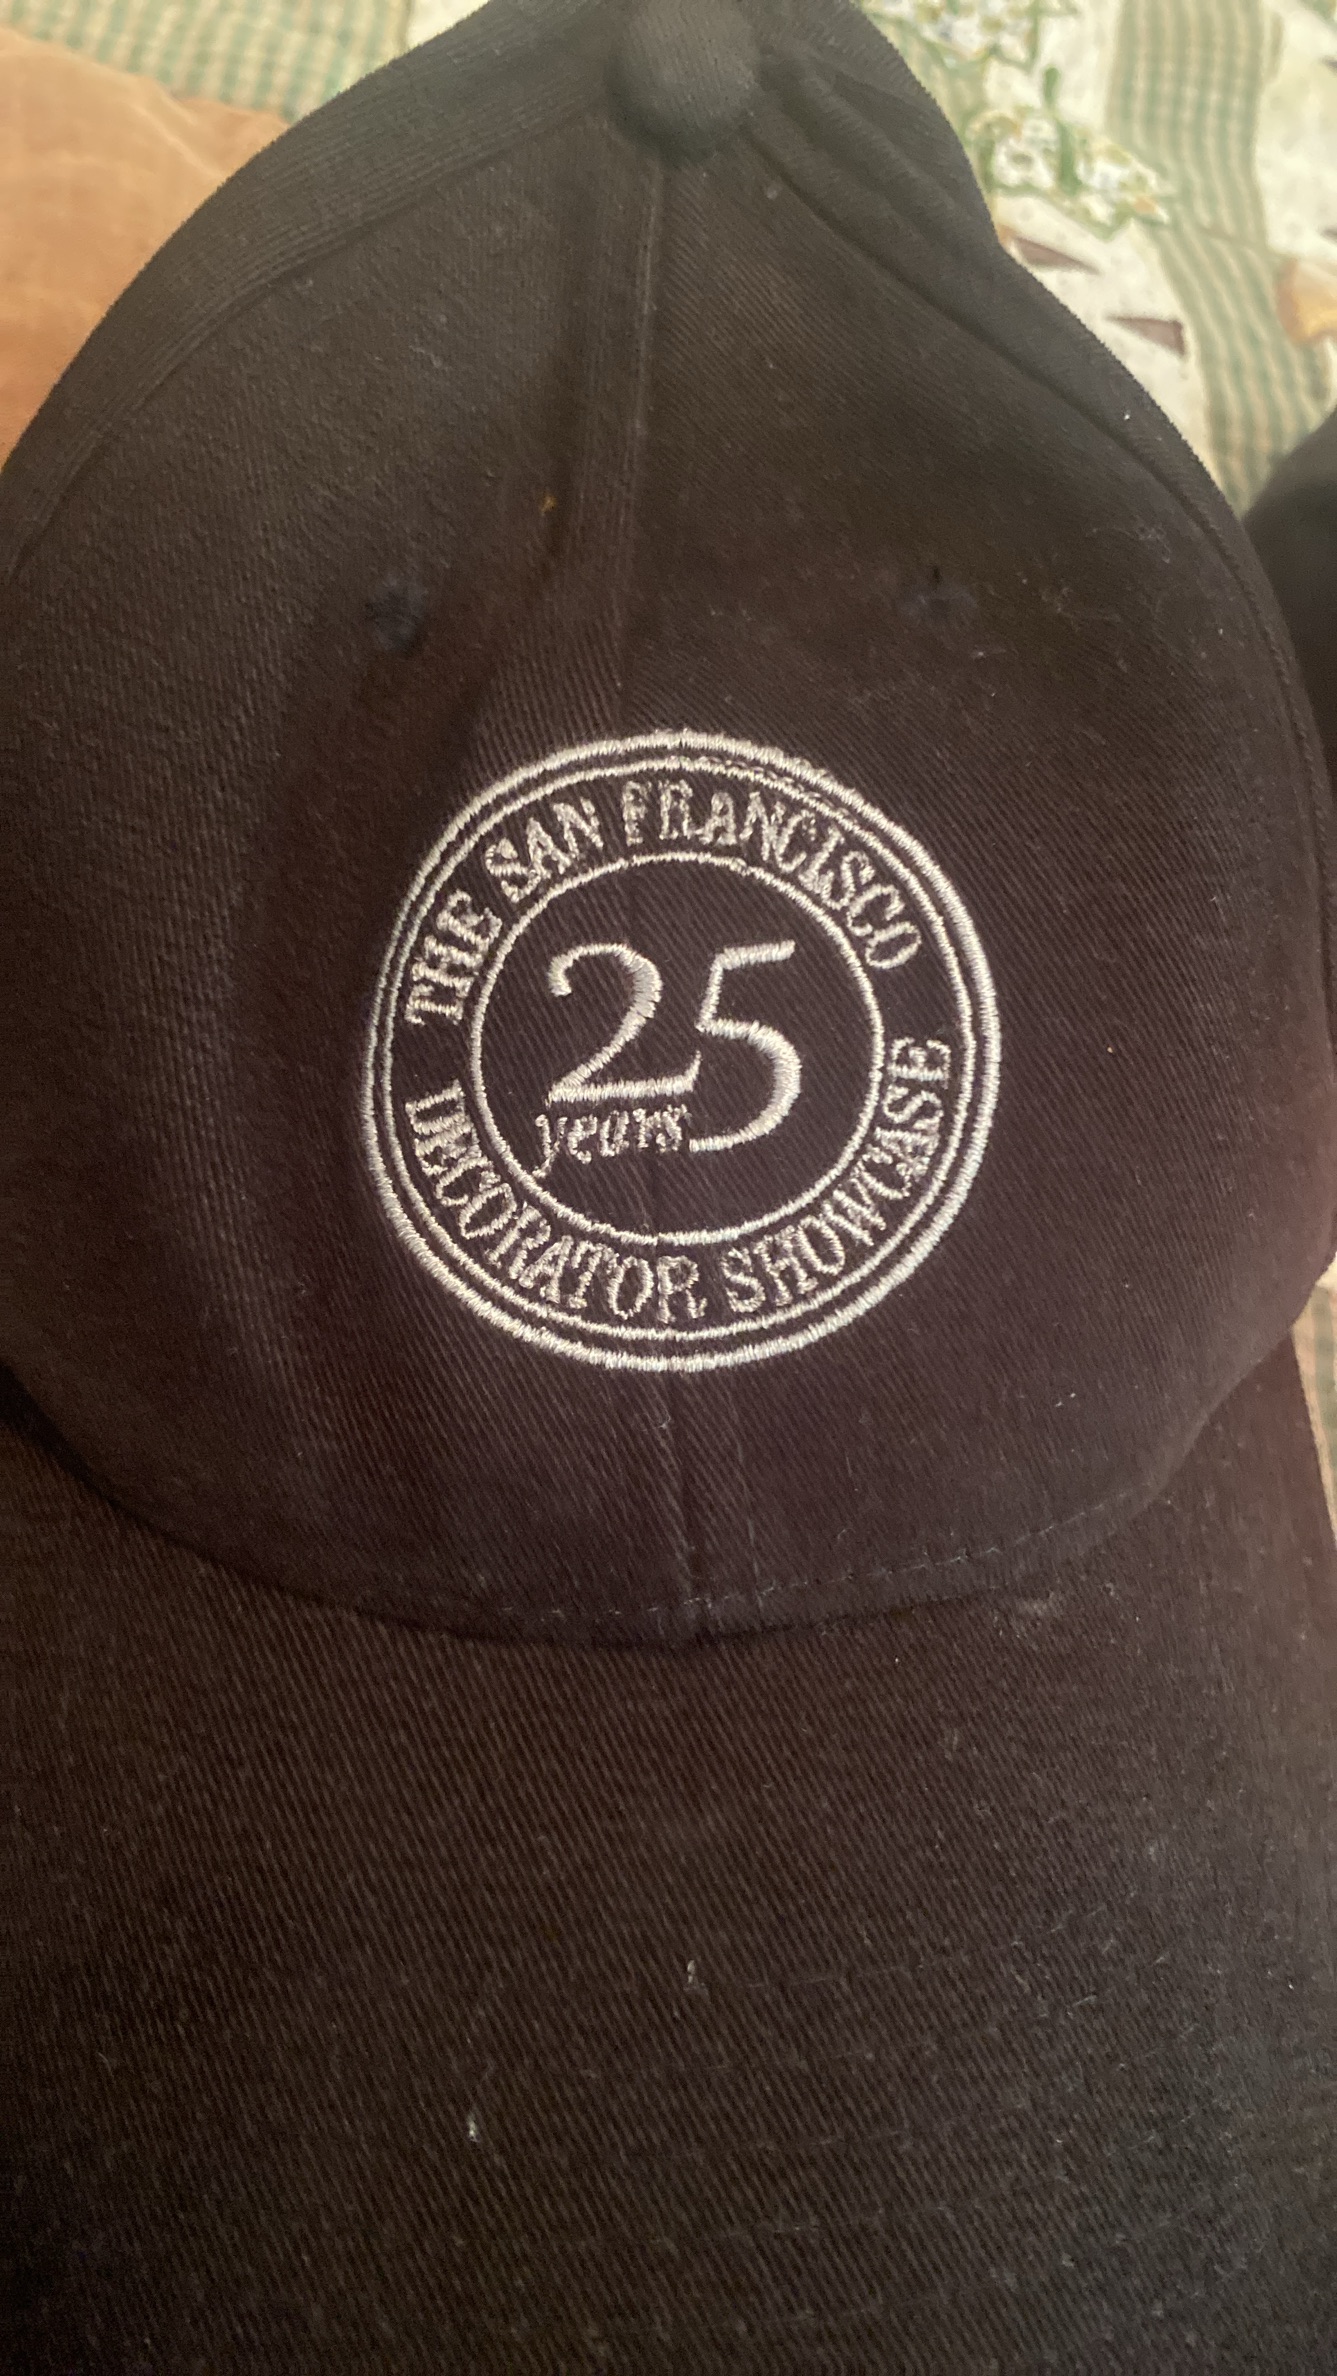 THE SAN FRANCISCO
25
years
DECORATOR SHOWCASE